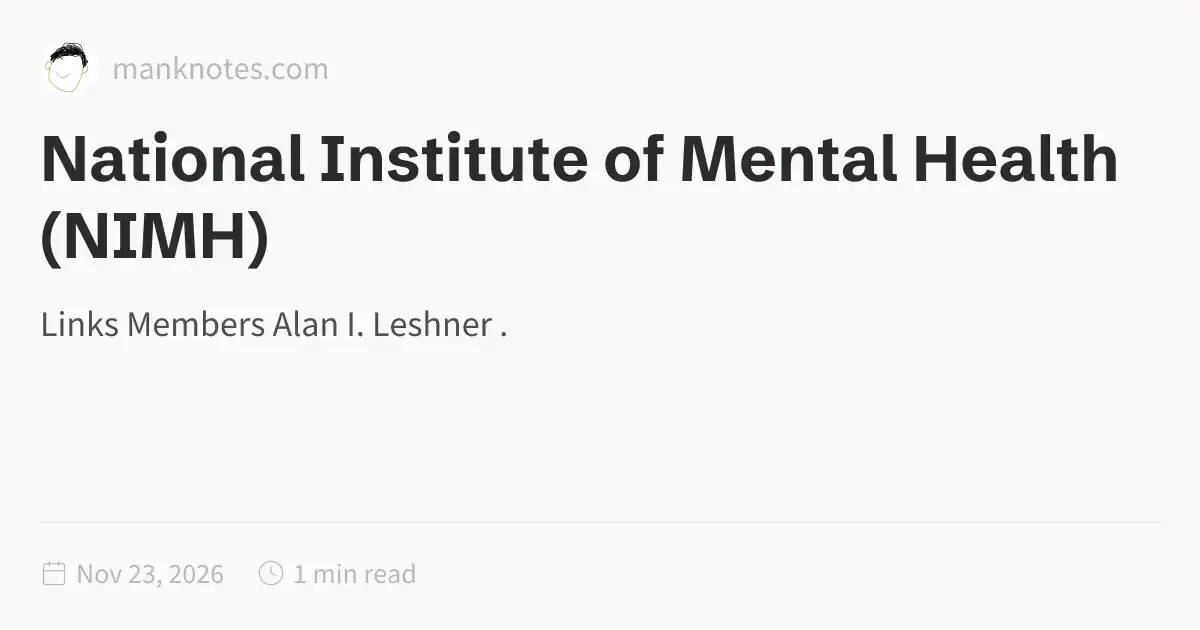 manknotes.com
National Institute of Mental Health
(NIMH)
Links Members Alan I. Leshner .
Nov 23, 2026 1 min read